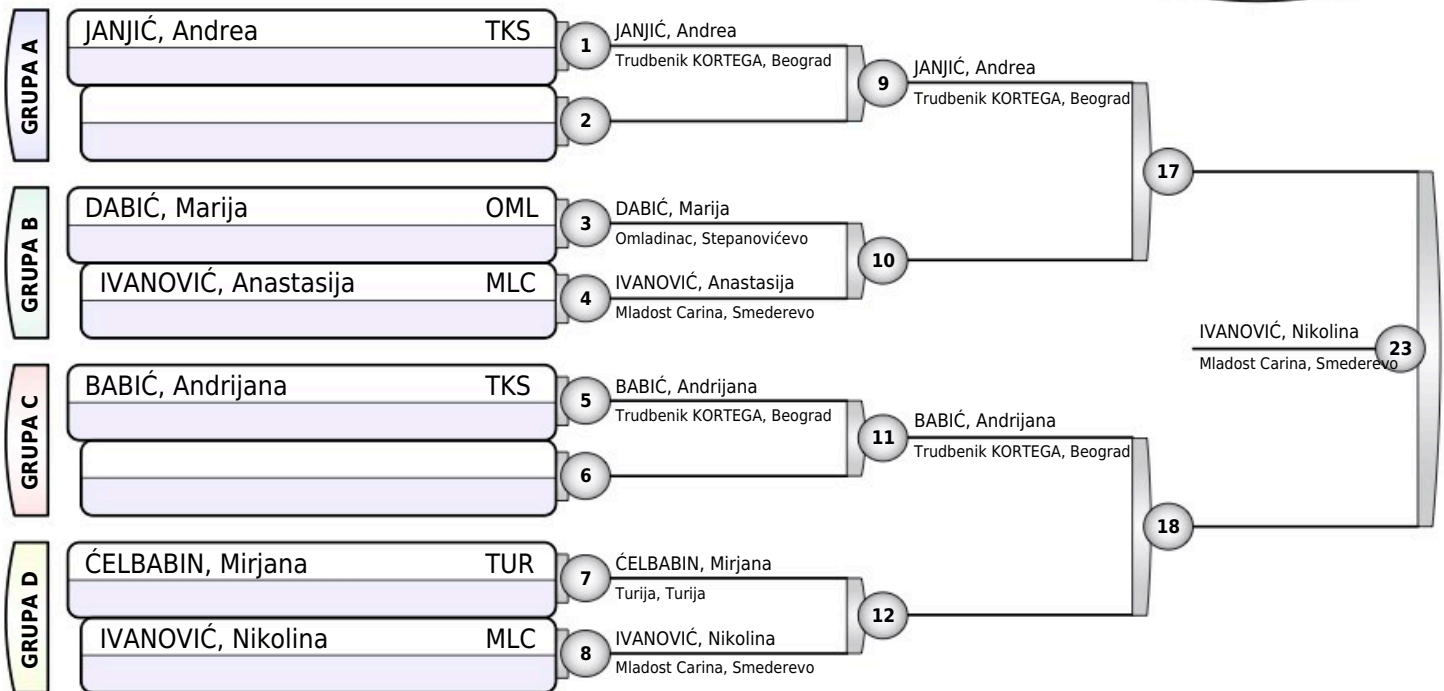 GRUPA A
JANJIĆ, Andrea TKS
1
JANJIĆ, Andrea
Trudbenik KORTEGA, Beograd
2
9
JANJIĆ, Andrea
Trudbenik KORTEGA, Beograd
17
GRUPA B
DABIĆ, Marija OML
3
DABIĆ, Marija
Omladinac, Stepanovićevo
IVANOVIĆ, Anastasija MLC
4
IVANOVIĆ, Anastasija
Mladost Carina, Smederevo
10
IVANOVIĆ, Nikolina
Mladost Carina, Smederevo
23
GRUPA C
BABIĆ, Andrijana TKS
5
BABIĆ, Andrijana
Trudbenik KORTEGA, Beograd
6
11
BABIĆ, Andrijana
Trudbenik KORTEGA, Beograd
18
GRUPA D
ĆELBABIN, Mirjana TUR
7
ĆELBABIN, Mirjana
Turija, Turija
IVANOVIĆ, Nikolina MLC
8
IVANOVIĆ, Nikolina
Mladost Carina, Smederevo
12